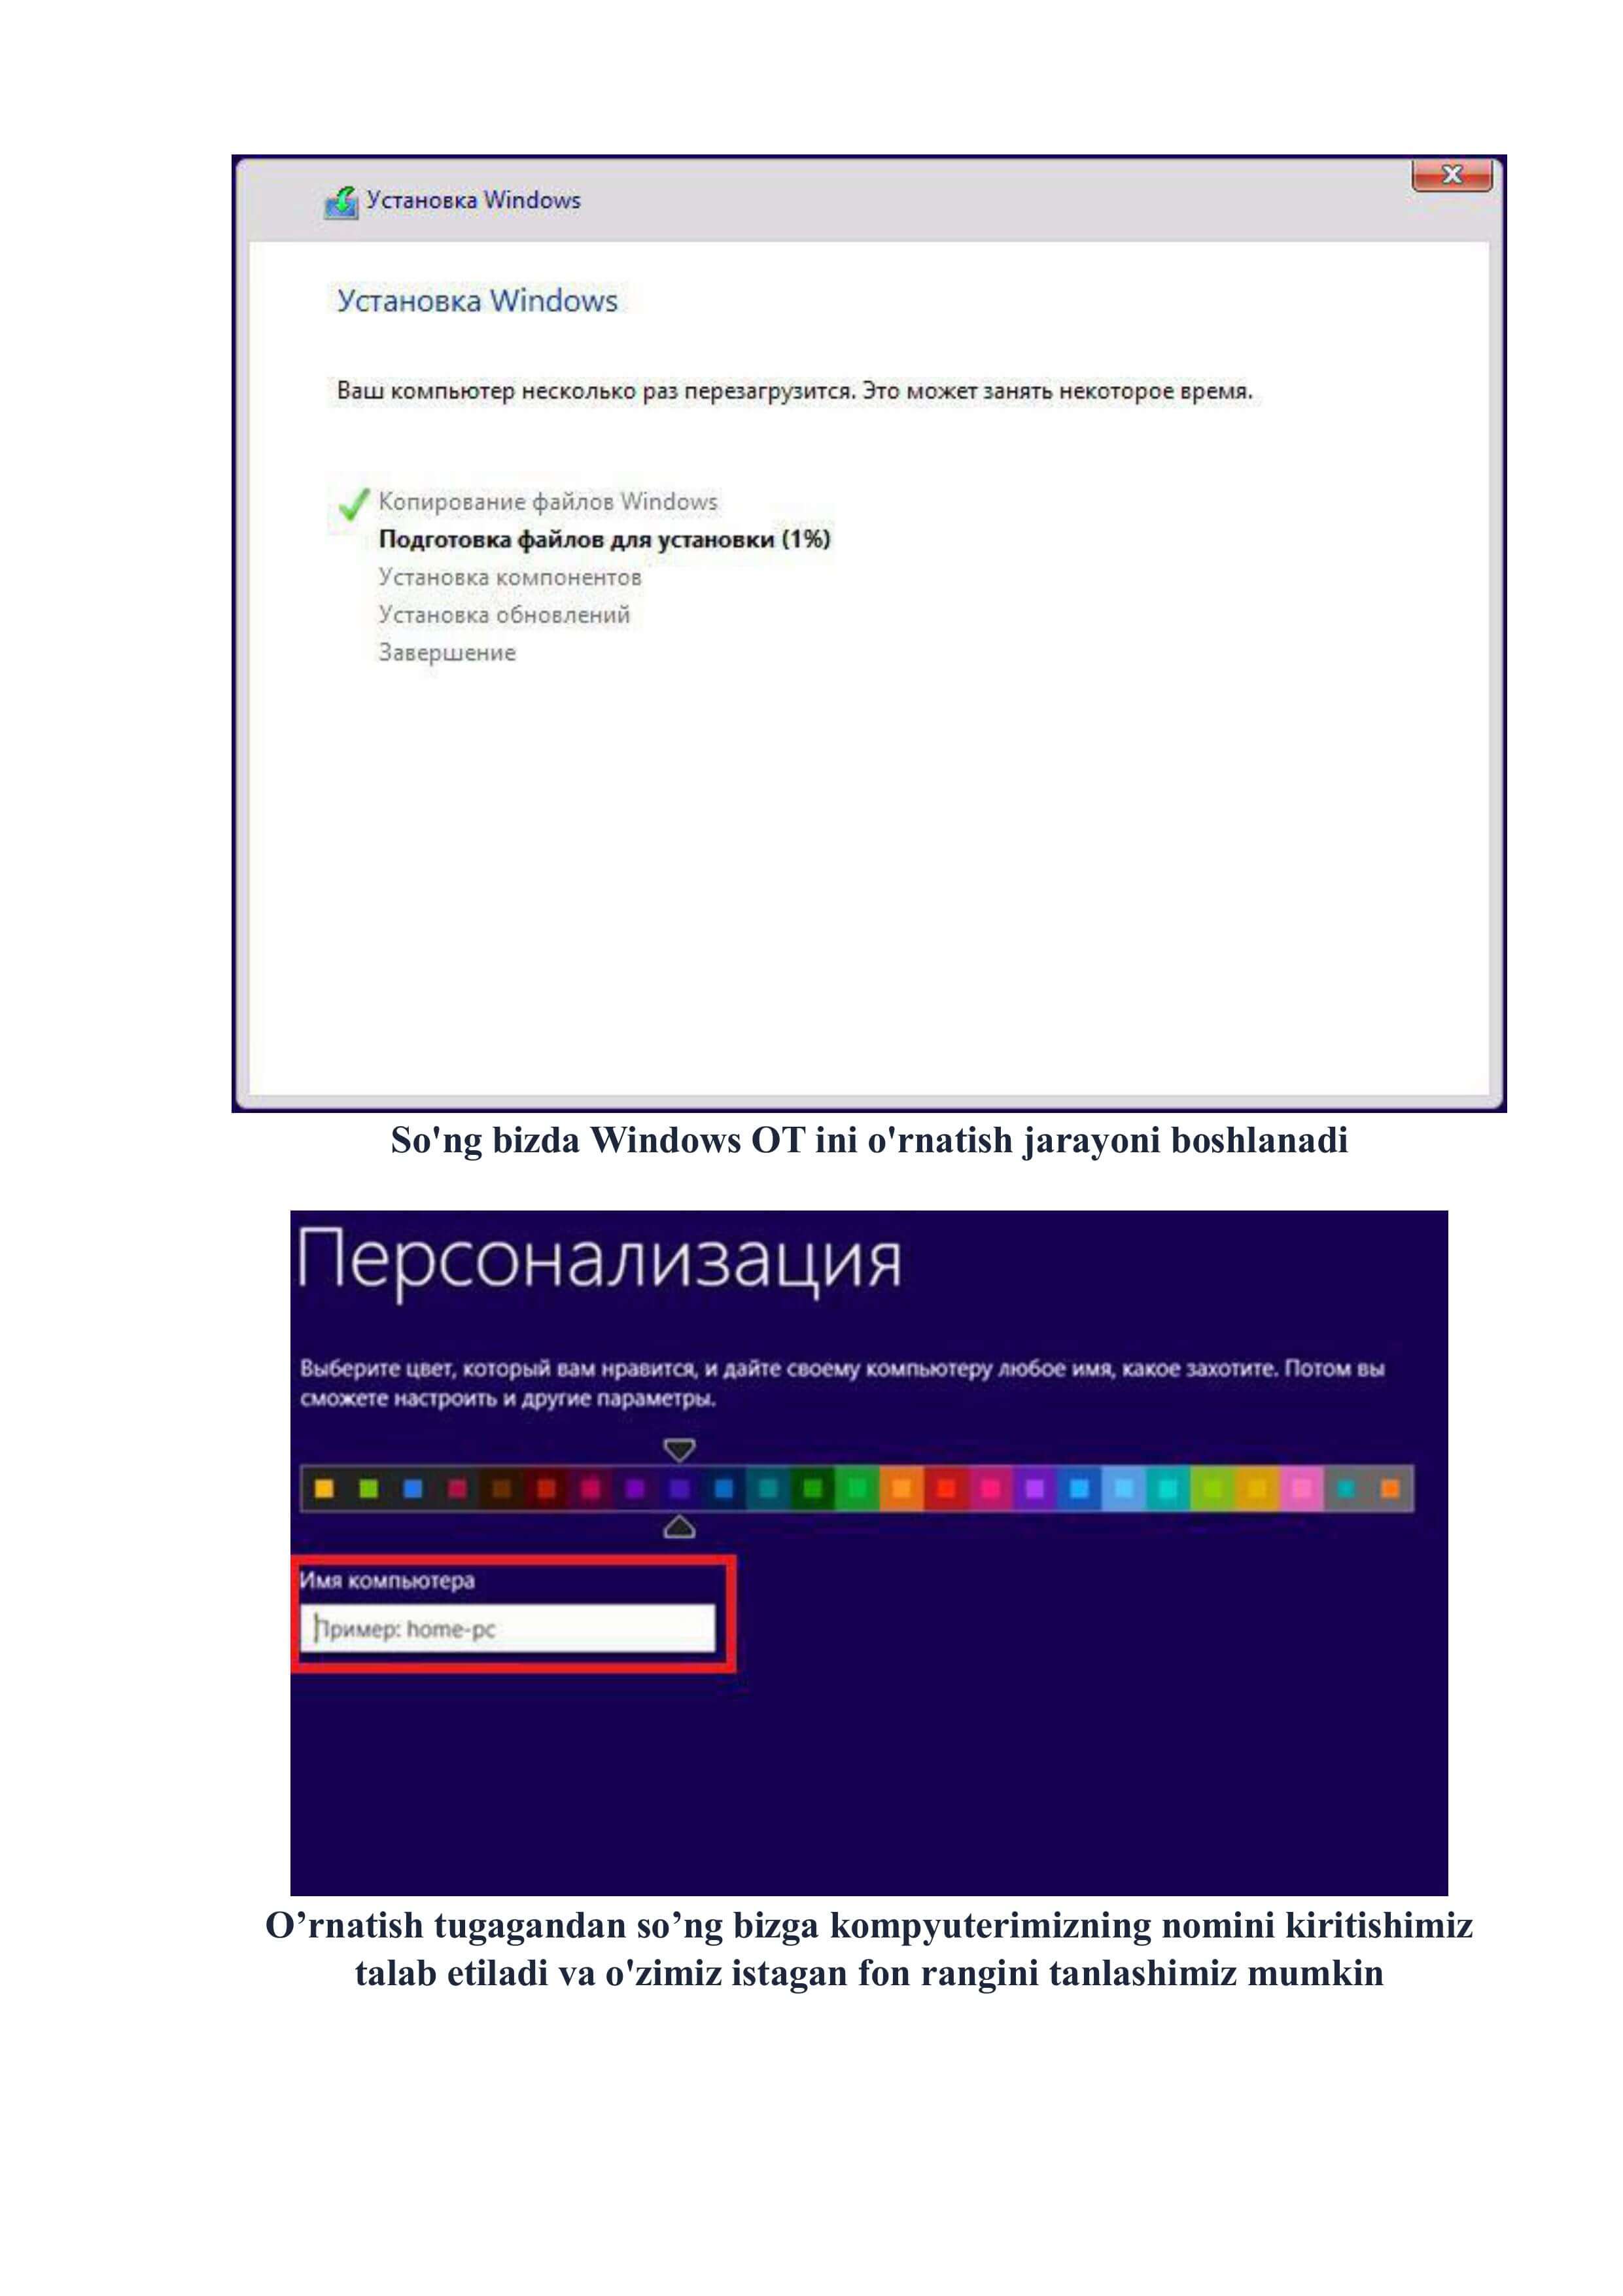 Установка Windows
Установка Windows
Ваш компьютер несколько раз перезагрузится. Это может занять некоторое время.
Копирование файлов Windows
Подготовка файлов для установки (1%)
Установка компонентов
Установка обновлений
Завершение
So'ng bizda Windows OT ini o'rnatish jarayoni boshlanadi
Персонализация
Выберите цвет, который вам нравится, и дайте своему компьютеру любое имя, какое захотите. Потом вы
сможете настроить и другие параметры.
Имя компьютера
Пример: home-pc
O’rnatish tugagandan so’ng bizga kompyuterimizning nomini kiritishimiz
talab etiladi va o'zimiz istagan fon rangini tanlashimiz mumkin